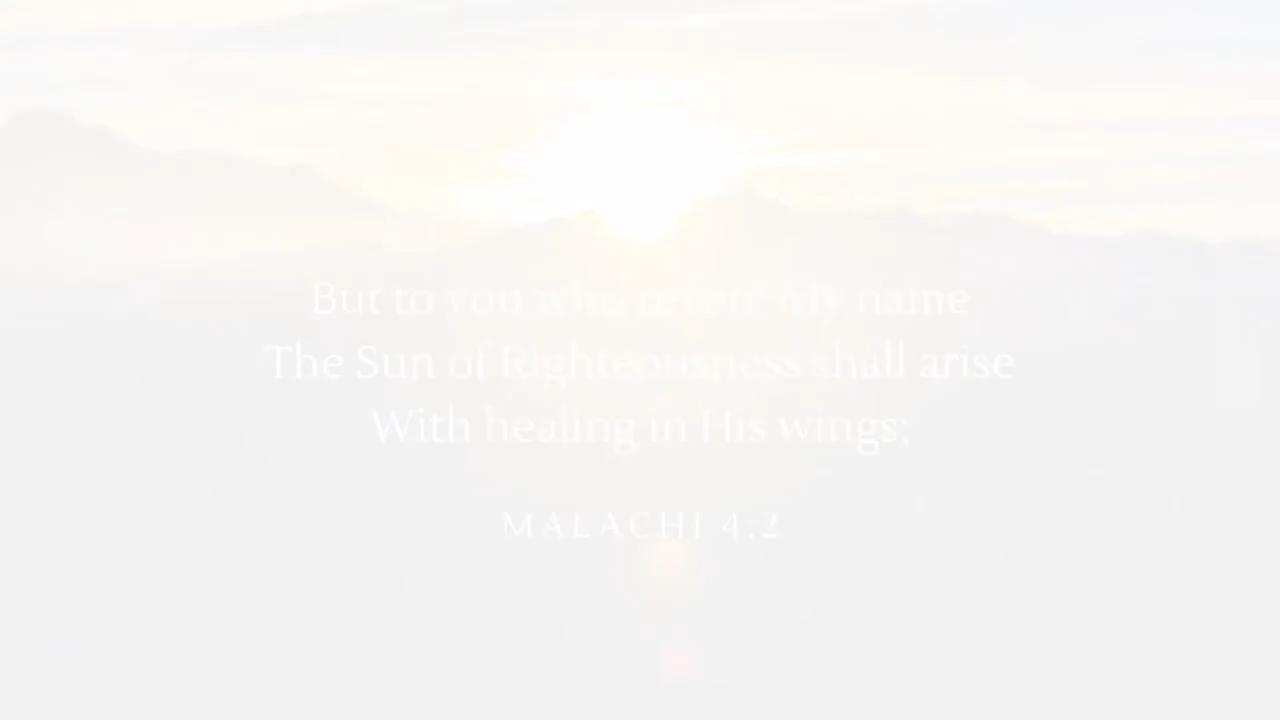 But to you who revere My name
The Sun of Righteousness shall arise
With healing in His wings;
MALACHI 4:2